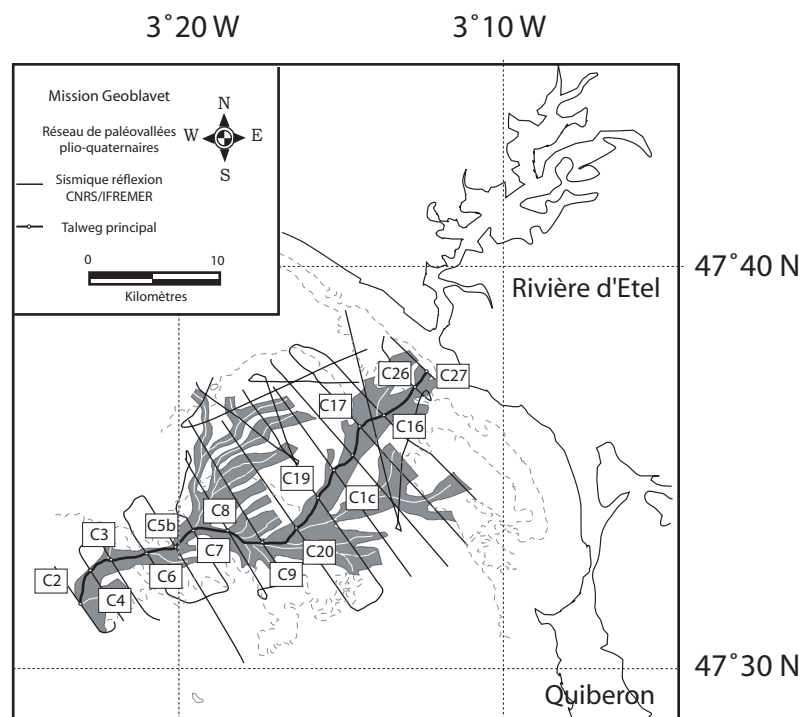 3˚20 W
3˚10 W
Mission Geoblavet
N
Réseau de paléovallées
plio-quaternaires
W
E
S
Sismique réflexion
CNRS/IFREMER
Talweg principal
0
10
Kilomètres
47˚40 N
Rivière d'Etel
C26
C27
C17
C16
C19
C1c
C8
C5b
C3
C7
C20
C2
C6
C9
C4
47˚30 N
Quiberon